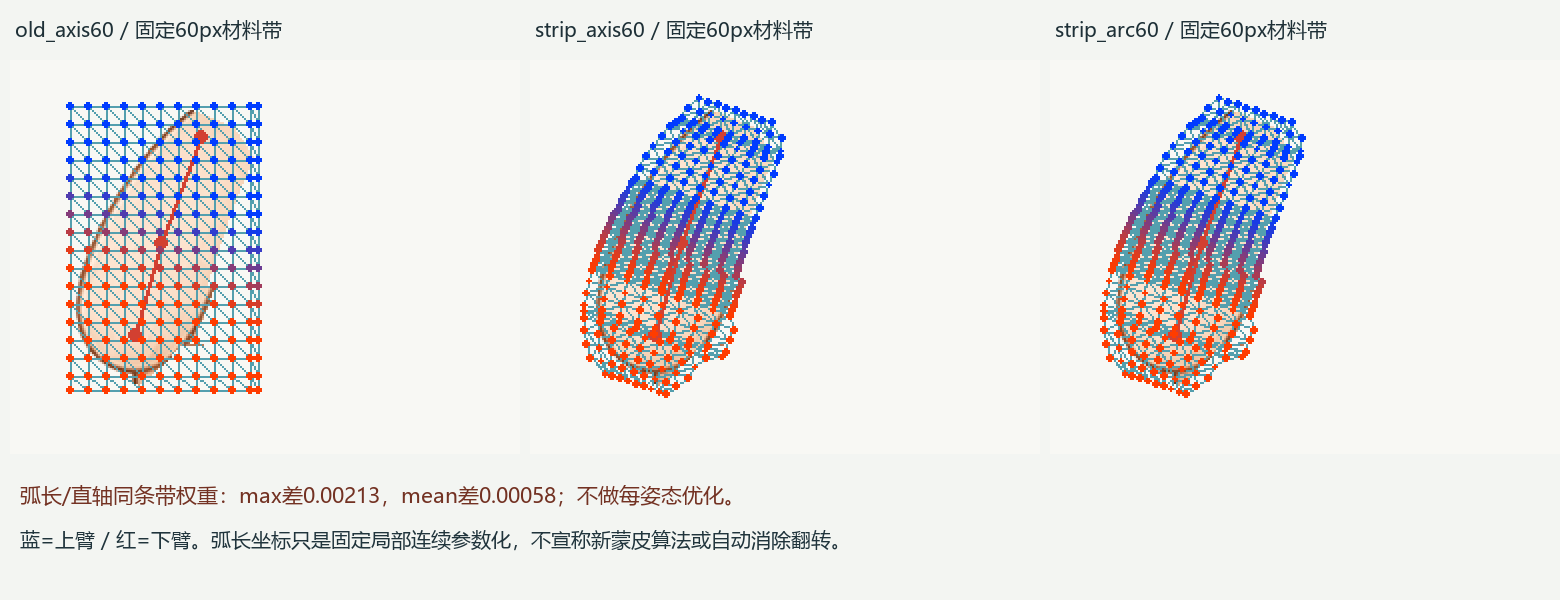 old_axis60 / 固定60px材料带
strip_axis60 / 固定60px材料带
strip_arc60 / 固定60px材料带
弧长/直轴同条带权重：max差0.00213，mean差0.00058；不做每姿态优化。
蓝=上臂 / 红=下臂。弧长坐标只是固定局部连续参数化，不宣称新蒙皮算法或自动消除翻转。